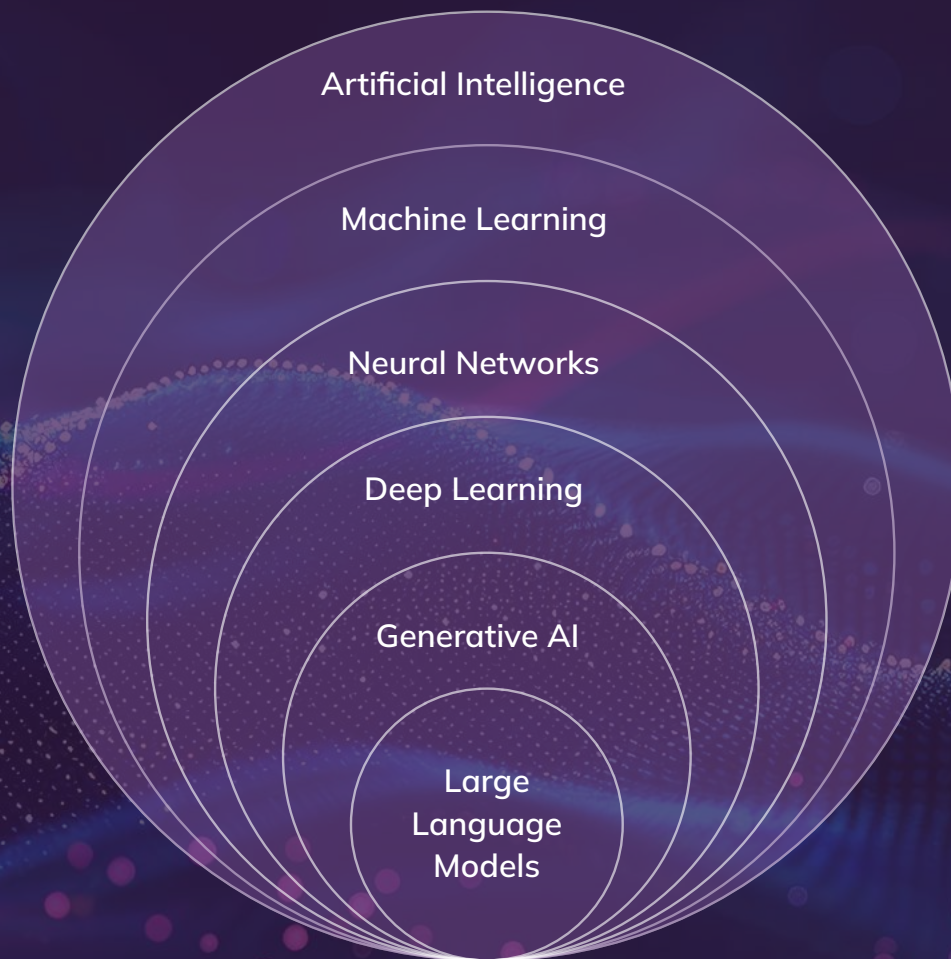 Artificial Intelligence
Machine Learning
Neural Networks
Deep Learning
Generative AI
Large
Language
Models